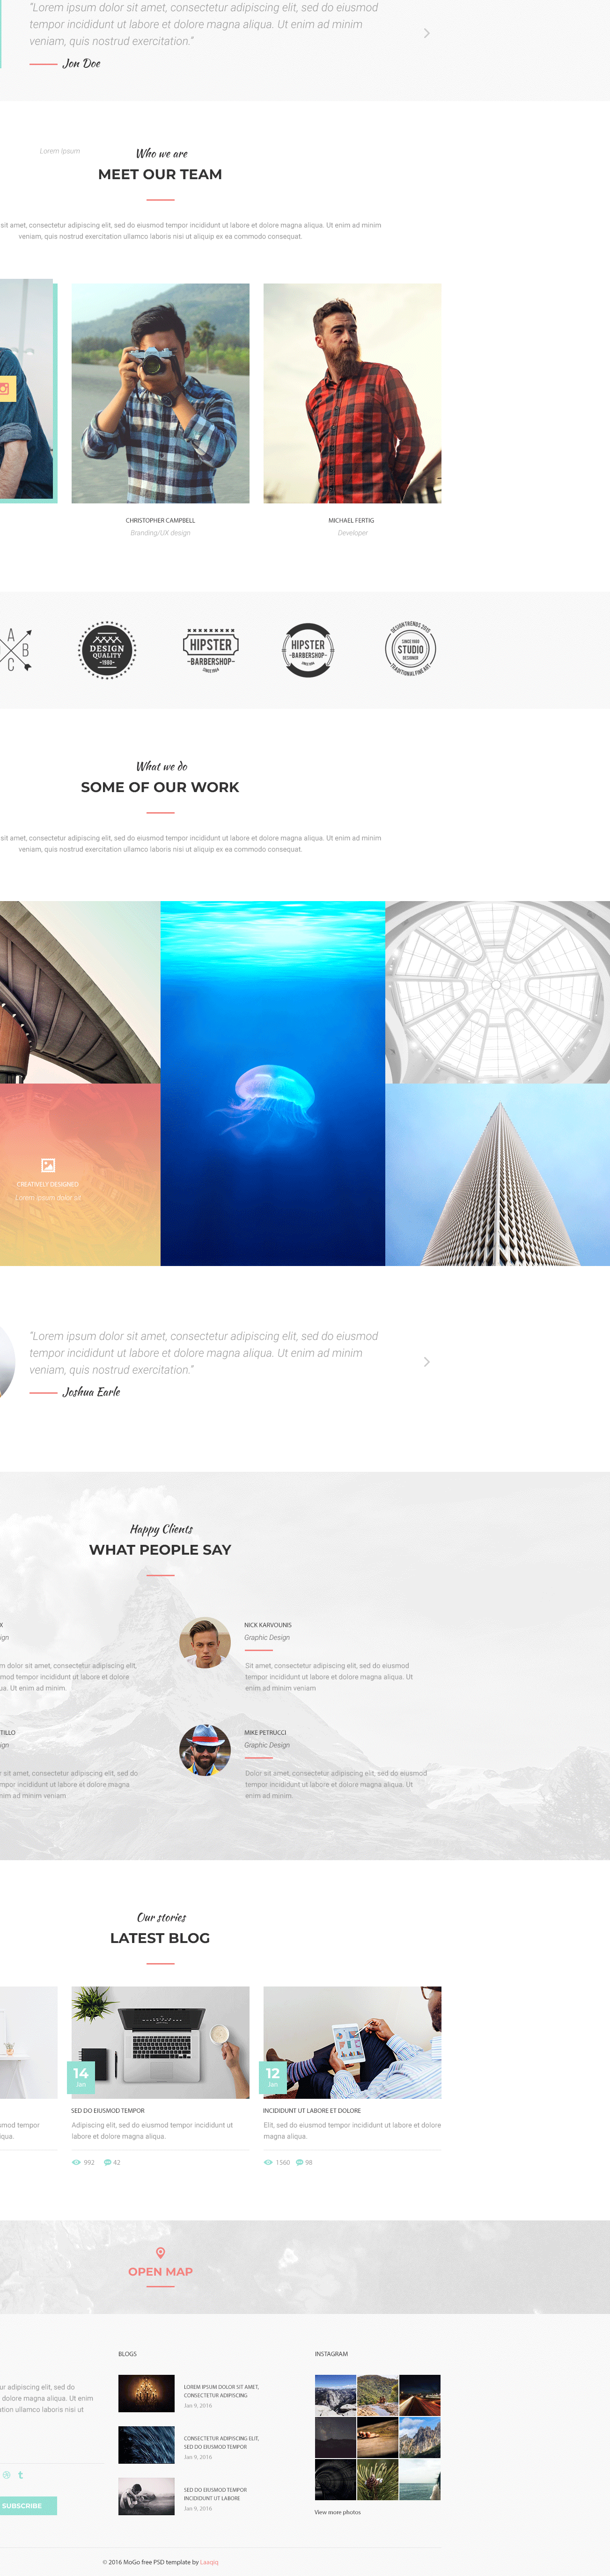 "Lorem ipsum dolor sit amet, consectetur adipiscing elit, sed do eiusmod
tempor incididunt ut labore et dolore magna aliqua. Ut enim ad minim
veniam, quis nostrud exercitation."
Jon Doe
Lorem Ipsum
Who we are
MEET OUR TEAM
sit amet, consectetur adipiscing elit, sed do eiusmod tempor incididunt ut labore et dolore magna aliqua. Ut enim ad minim
veniam, quis nostrud exercitation ullamco laboris nisi ut aliquip ex ea commodo consequat.
CHRISTOPHER CAMPBELL
Branding/UX design
MICHAEL FERTIG
Developer
A
B
C
DESIGN
QUALITY
1980
HIPSTER
BARBERSHOP
SINCE 1969
HIPSTER
BARBERSHOP
SINCE 1969
DESIGN TRENDS 2015
SINCE 1980
STUDIO
DESIGNER
TRADITIONAL FINE ART
What we do
SOME OF OUR WORK
sit amet, consectetur adipiscing elit, sed do eiusmod tempor incididunt ut labore et dolore magna aliqua. Ut enim ad minim
veniam, quis nostrud exercitation ullamco laboris nisi ut aliquip ex ea commodo consequat.
CREATIVELY DESIGNED
Lorem ipsum dolor sit
"Lorem ipsum dolor sit amet, consectetur adipiscing elit, sed do eiusmod
tempor incididunt ut labore et dolore magna aliqua. Ut enim ad minim
veniam, quis nostrud exercitation."
Joshua Earle
Happy Clients
WHAT PEOPLE SAY
X
ign
m dolor sit amet, consectetur adipiscing elit,
mod tempor incididunt ut labore et dolore
ua. Ut enim ad minim.
NICK KARVOUNIS
Graphic Design
Sit amet, consectetur adipiscing elit, sed do eiusmod
tempor incididunt ut labore et dolore magna aliqua. Ut
enim ad minim veniam
TILLO
ign
sit amet, consectetur adipiscing elit, sed do
mpor incididunt ut labore et dolore magna
nim ad minim veniam
MIKE PETRUCCI
Graphic Design
Dolor sit amet, consectetur adipiscing elit, sed do eiusmod
tempor incididunt ut labore et dolore magna aliqua. Ut
enim ad minim.
Our stories
LATEST BLOG
smod tempor
iqua.
14
Jan
SED DO EIUSMOD TEMPOR
Adipiscing elit, sed do eiusmod tempor incididunt ut
labore et dolore magna aliqua.
992 42
12
Jan
INCIDIDUNT UT LABORE ET DOLORE
Elit, sed do eiusmod tempor incididunt ut labore et dolore
magna aliqua.
1560 98
OPEN MAP
ur adipiscing elit, sed do
dolore magna aliqua. Ut enim
ation ullamco laboris nisi ut
SUBSCRIBE
BLOGS
LOREM IPSUM DOLOR SIT AMET,
CONSECTETUR ADIPISCING
Jan 9, 2016
CONSECTETUR ADIPISCING ELIT,
SED DO EIUSMOD TEMPOR
Jan 9, 2016
SED DO EIUSMOD TEMPOR
INCIDIDUNT UT LABORE
Jan 9, 2016
INSTAGRAM
View more photos
© 2016 MoGo free PSD template by Laaqiq